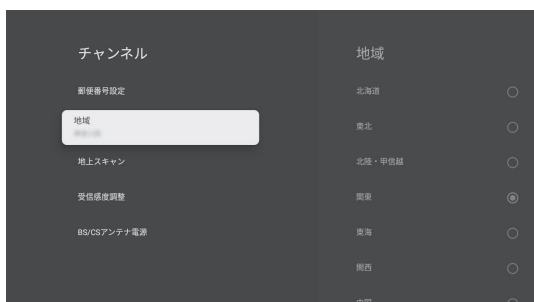 チャンネル
郵便番号設定
地域
地上スキャン
受信感度調整
BS/CSアンテナ電源
地域
北海道
東北
北陸・甲信越
関東
東海
関西